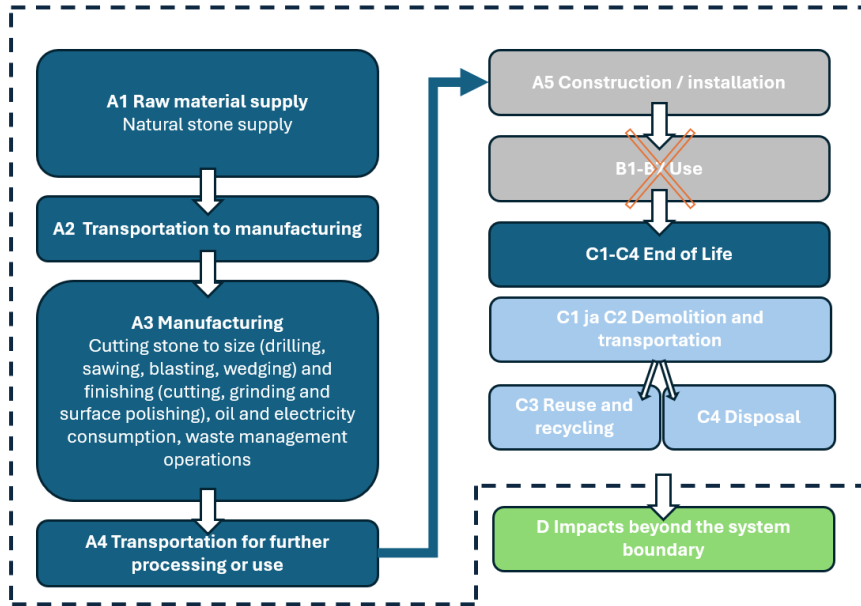 A1 Raw material supply
Natural stone supply
A2 Transportation to manufacturing
A3 Manufacturing
Cutting stone to size (drilling,
sawing, blasting, wedging) and
finishing (cutting, grinding and
surface polishing), oil and electricity
consumption, waste management
operations
A4 Transportation for further
processing or use
A5 Construction / installation
B1-B7 Use
C1-C4 End of Life
C1 ja C2 Demolition and
transportation
C3 Reuse and
recycling
C4 Disposal
D Impacts beyond the system
boundary